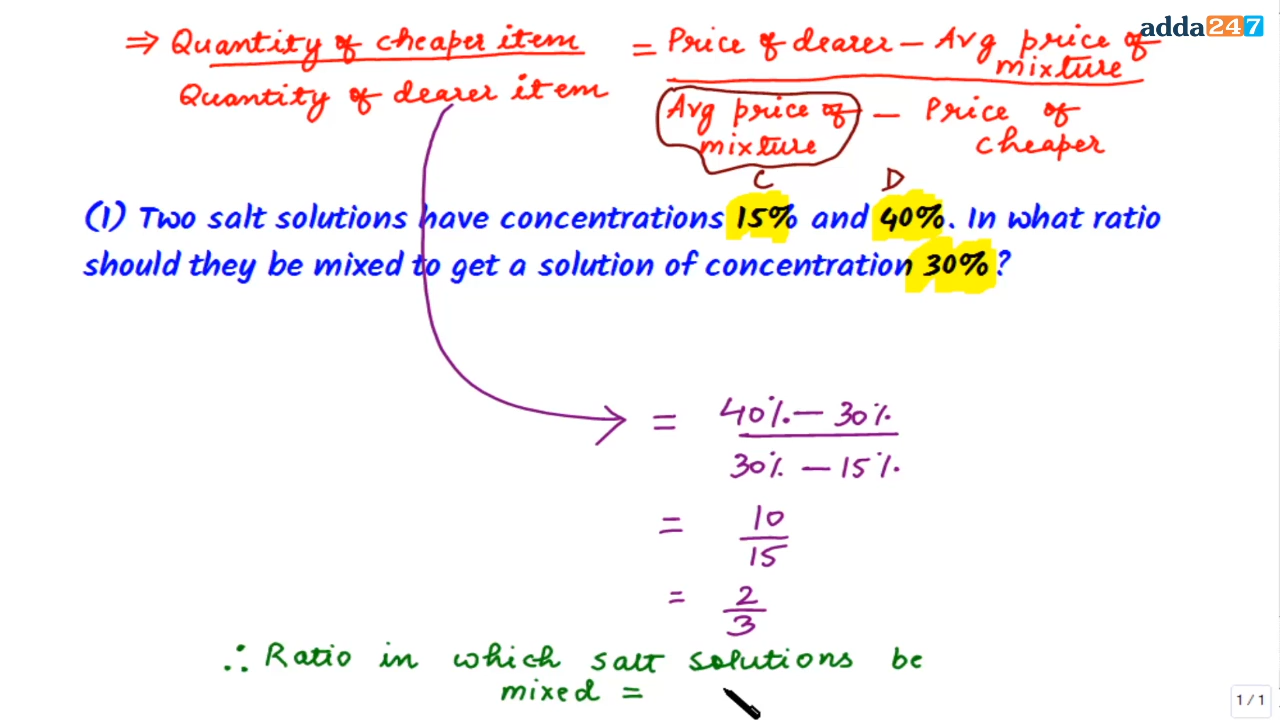 adda247
⇒ Quantity of cheaper item = Price of dearer − Avg price of mixture
Quantity of dearer item Avg price of mixture − Price of cheaper
C D
(1) Two salt solutions have concentrations 15% and 40%. In what ratio
should they be mixed to get a solution of concentration 30%?
= 40% − 30%
30% − 15%
= 10
15
= 2
3
∴ Ratio in which salt solutions be
mixed =
1 / 1